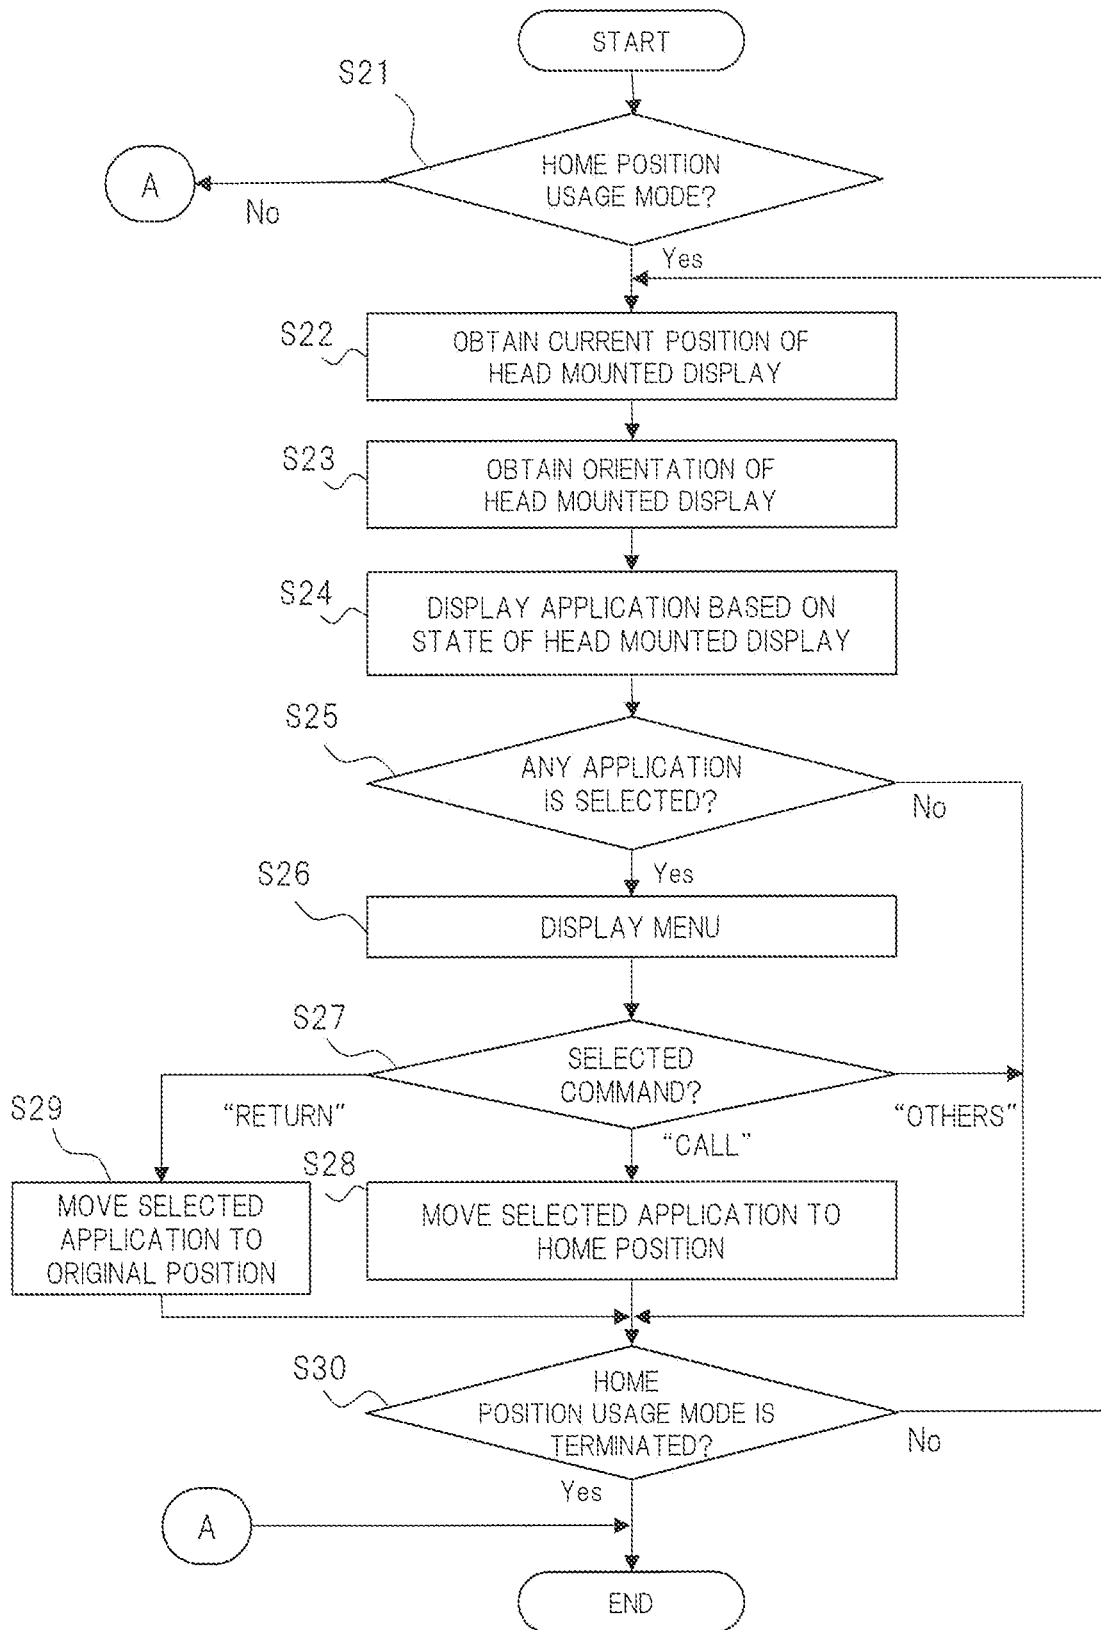 START
S21
HOME POSITION
USAGE MODE?
A
No
Yes
S22
OBTAIN CURRENT POSITION OF
HEAD MOUNTED DISPLAY
S23
OBTAIN ORIENTATION OF
HEAD MOUNTED DISPLAY
S24
DISPLAY APPLICATION BASED ON
STATE OF HEAD MOUNTED DISPLAY
S25
ANY APPLICATION
IS SELECTED?
No
Yes
S26
DISPLAY MENU
S27
SELECTED
COMMAND?
S29
“RETURN”
“OTHERS”
“CALL”
S28
MOVE SELECTED
APPLICATION TO
ORIGINAL POSITION
MOVE SELECTED APPLICATION TO
HOME POSITION
S30
HOME
POSITION USAGE MODE IS
TERMINATED?
No
Yes
A
END